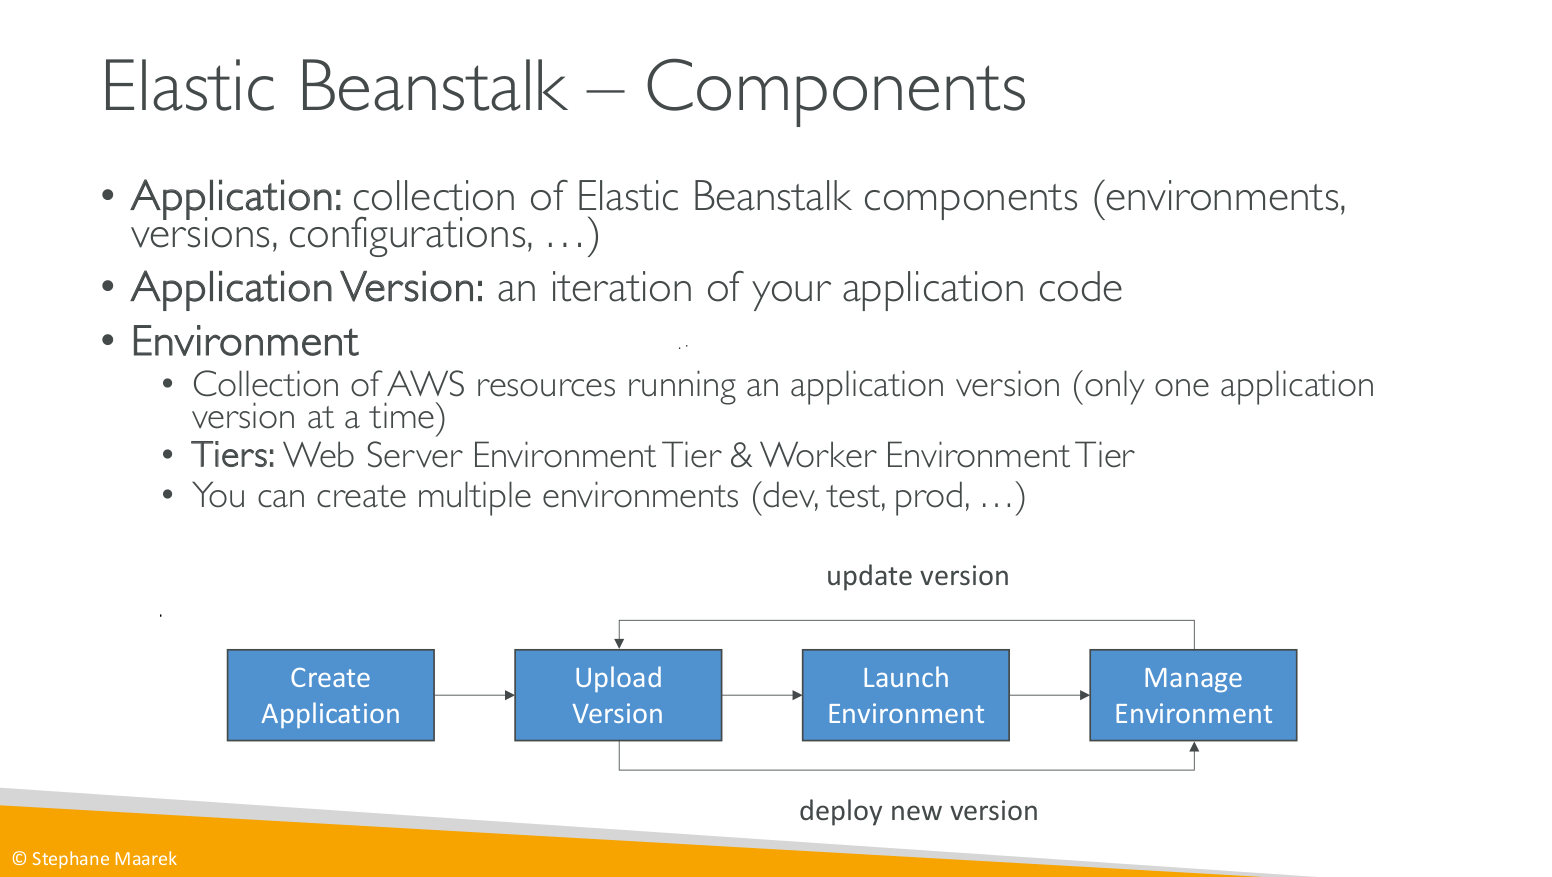 Elastic Beanstalk – Components
• Application: collection of Elastic Beanstalk components (environments,
versions, configurations, …)
• Application Version: an iteration of your application code
• Environment
• Collection of AWS resources running an application version (only one application
version at a time)
• Tiers: Web Server Environment Tier & Worker Environment Tier
• You can create multiple environments (dev, test, prod, …)
update version
Create
Application
Upload
Version
Launch
Environment
Manage
Environment
deploy new version
© Stephane Maarek